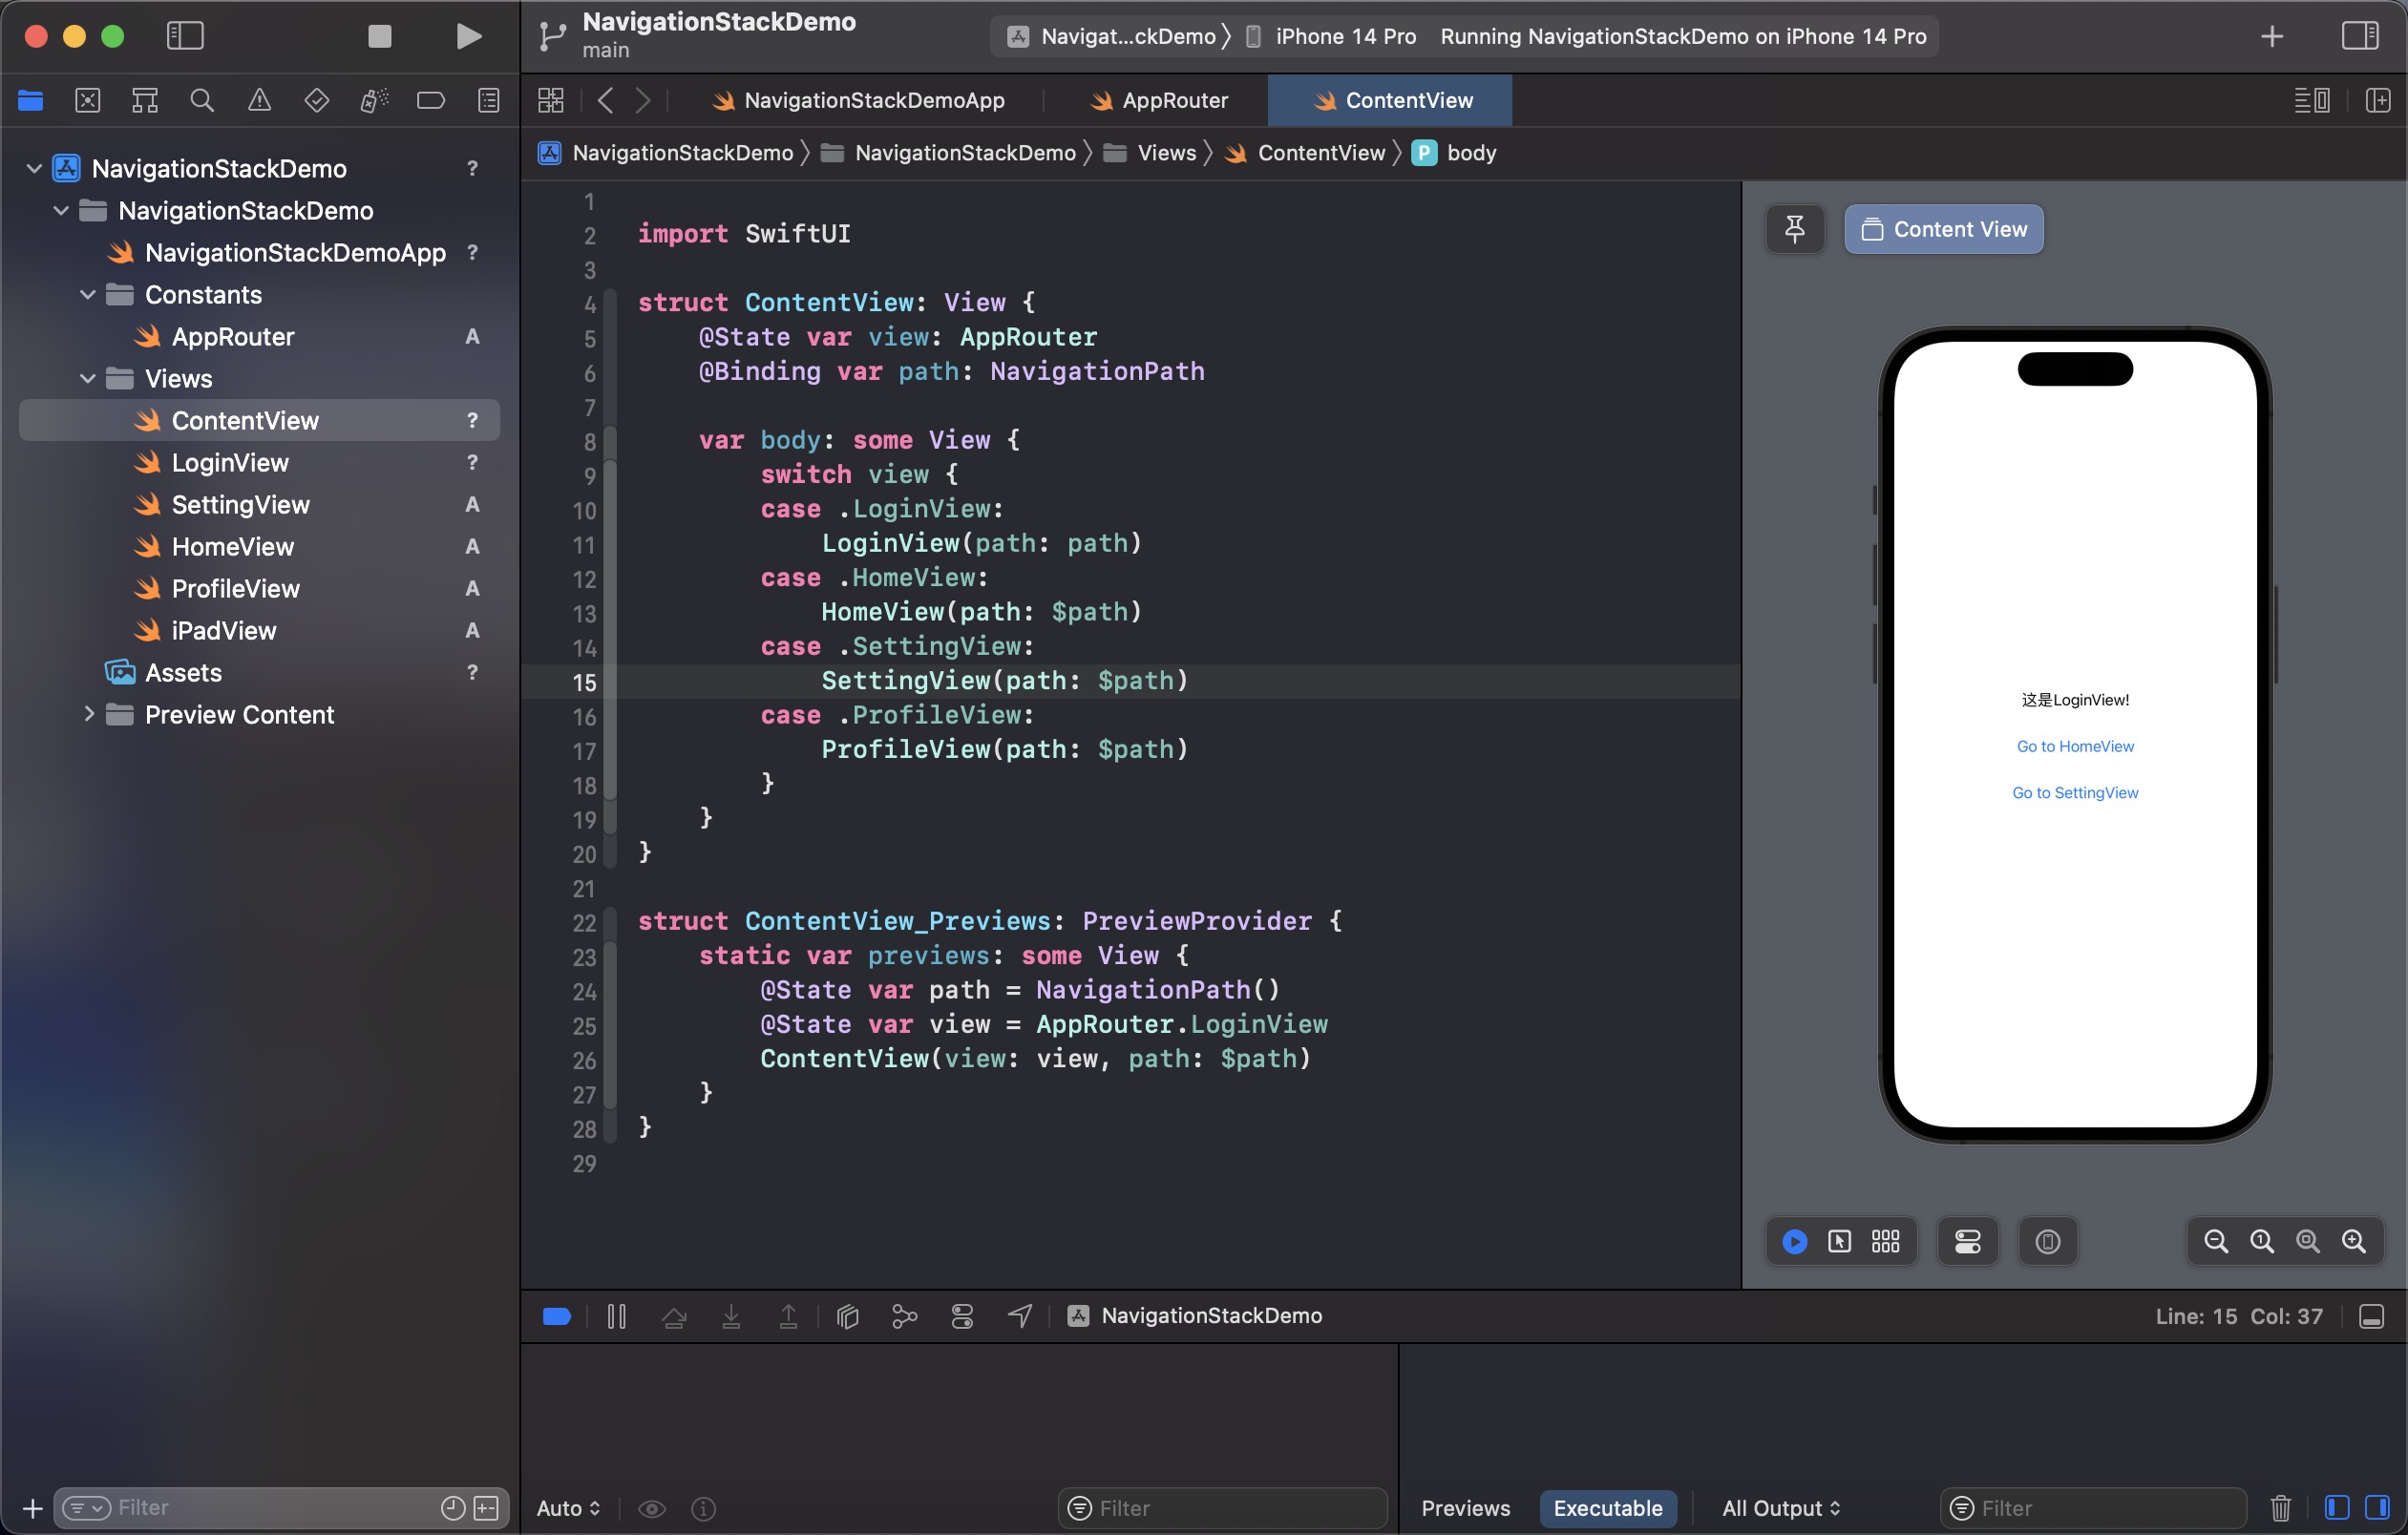 NavigationStackDemo
main
Navigat...ckDemo 〉 iPhone 14 Pro Running NavigationStackDemo on iPhone 14 Pro
NavigationStackDemoApp
AppRouter
ContentView
NavigationStackDemo 〉 NavigationStackDemo 〉 Views 〉 ContentView 〉 P body
NavigationStackDemo ?
NavigationStackDemo
NavigationStackDemoApp ?
Constants
AppRouter A
Views
ContentView ?
LoginView ?
SettingView A
HomeView A
ProfileView A
iPadView A
Assets ?
Preview Content
Filter
1
2 import SwiftUI
3
4 struct ContentView: View {
5 @State var view: AppRouter
6 @Binding var path: NavigationPath
7
8 var body: some View {
9 switch view {
10 case .LoginView:
11 LoginView(path: path)
12 case .HomeView:
13 HomeView(path: $path)
14 case .SettingView:
15 SettingView(path: $path)
16 case .ProfileView:
17 ProfileView(path: $path)
18 }
19 }
20 }
21
22 struct ContentView_Previews: PreviewProvider {
23 static var previews: some View {
24 @State var path = NavigationPath()
25 @State var view = AppRouter.LoginView
26 ContentView(view: view, path: $path)
27 }
28 }
29
Content View
这是LoginView!
Go to HomeView
Go to SettingView
NavigationStackDemo
Line: 15 Col: 37
Auto
Filter
Previews
Executable
All Output
Filter